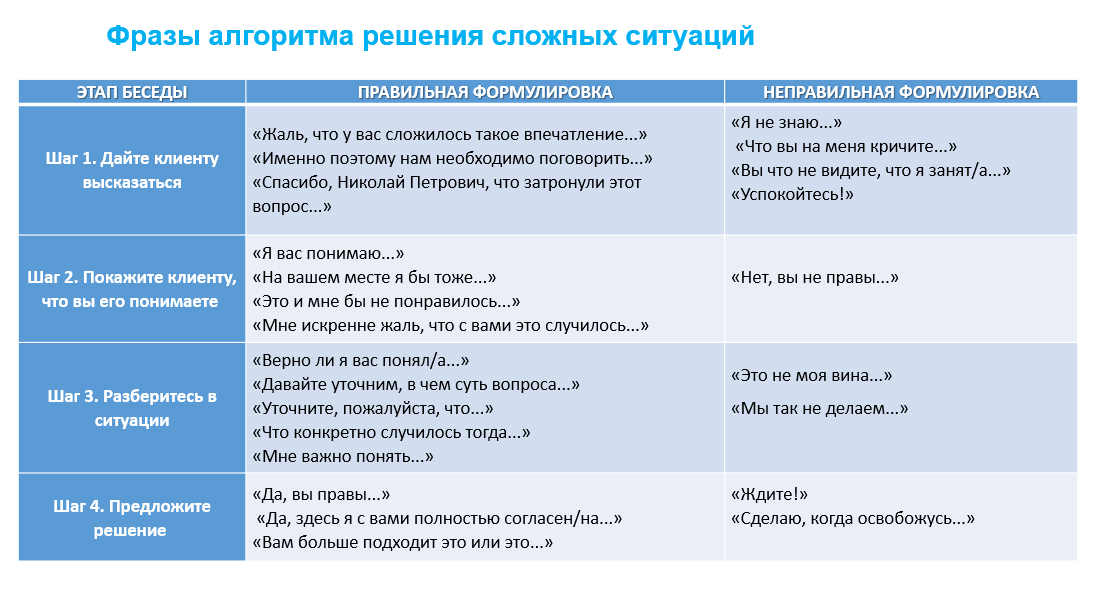 Фразы алгоритма решения сложных ситуаций
ЭТАП БЕСЕДЫ
ПРАВИЛЬНАЯ ФОРМУЛИРОВКА
НЕПРАВИЛЬНАЯ ФОРМУЛИРОВКА
Шаг 1. Дайте клиенту
высказаться
«Жаль, что у вас сложилось такое впечатление...»
«Именно поэтому нам необходимо поговорить...»
«Спасибо, Николай Петрович, что затронули этот
вопрос...»
«Я не знаю...»
«Что вы на меня кричите...»
«Вы что не видите, что я занят/а...»
«Успокойтесь!»
Шаг 2. Покажите клиенту,
что вы его понимаете
«Я вас понимаю...»
«На вашем месте я бы тоже...»
«Это и мне бы не понравилось...»
«Мне искренне жаль, что с вами это случилось...»
«Нет, вы не правы...»
Шаг 3. Разберитесь в
ситуации
«Верно ли я вас понял/а...»
«Давайте уточним, в чем суть вопроса...»
«Уточните, пожалуйста, что...»
«Что конкретно случилось тогда...»
«Мне важно понять...»
«Это не моя вина...»
«Мы так не делаем...»
Шаг 4. Предложите
решение
«Да, вы правы...»
«Да, здесь я с вами полностью согласен/на...»
«Вам больше подходит это или это...»
«Ждите!»
«Сделаю, когда освобожусь...»